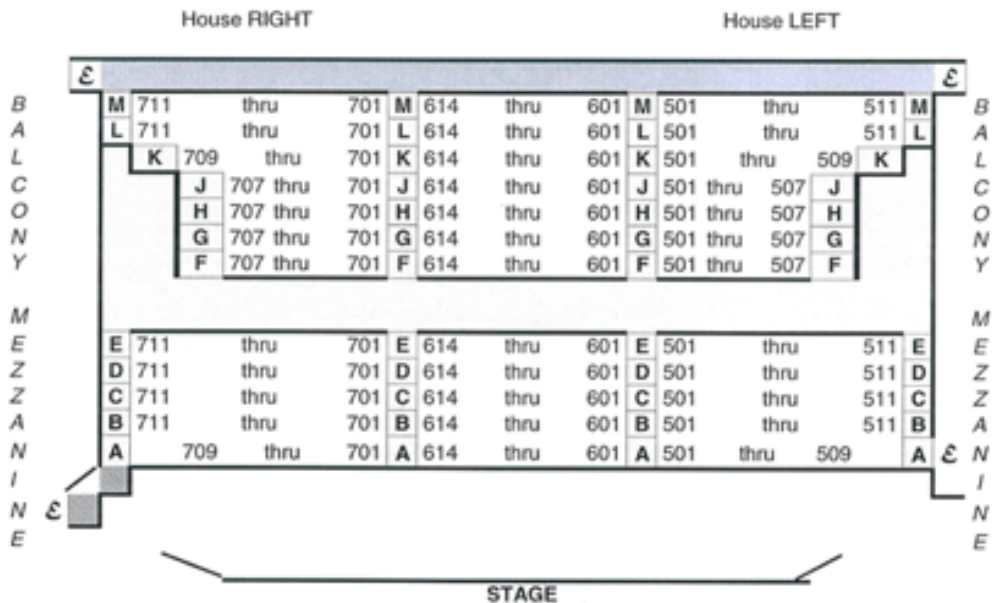 House RIGHT House LEFT
ℰ ℰ
B M 711 thru 701 M 614 thru 601 M 501 thru 511 M B
A L 711 thru 701 L 614 thru 601 L 501 thru 511 L A
L K 709 thru 701 K 614 thru 601 K 501 thru 509 K L
C J 707 thru 701 J 614 thru 601 J 501 thru 507 J C
O H 707 thru 701 H 614 thru 601 H 501 thru 507 H O
N G 707 thru 701 G 614 thru 601 G 501 thru 507 G N
Y F 707 thru 701 F 614 thru 601 F 501 thru 507 F Y
M M
E E 711 thru 701 E 614 thru 601 E 501 thru 511 E E
Z D 711 thru 701 D 614 thru 601 D 501 thru 511 D Z
Z C 711 thru 701 C 614 thru 601 C 501 thru 511 C Z
A B 711 thru 701 B 614 thru 601 B 501 thru 511 B A
N A 709 thru 701 A 614 thru 601 A 501 thru 509 A ℰ N
I I
N ℰ N
E E
STAGE